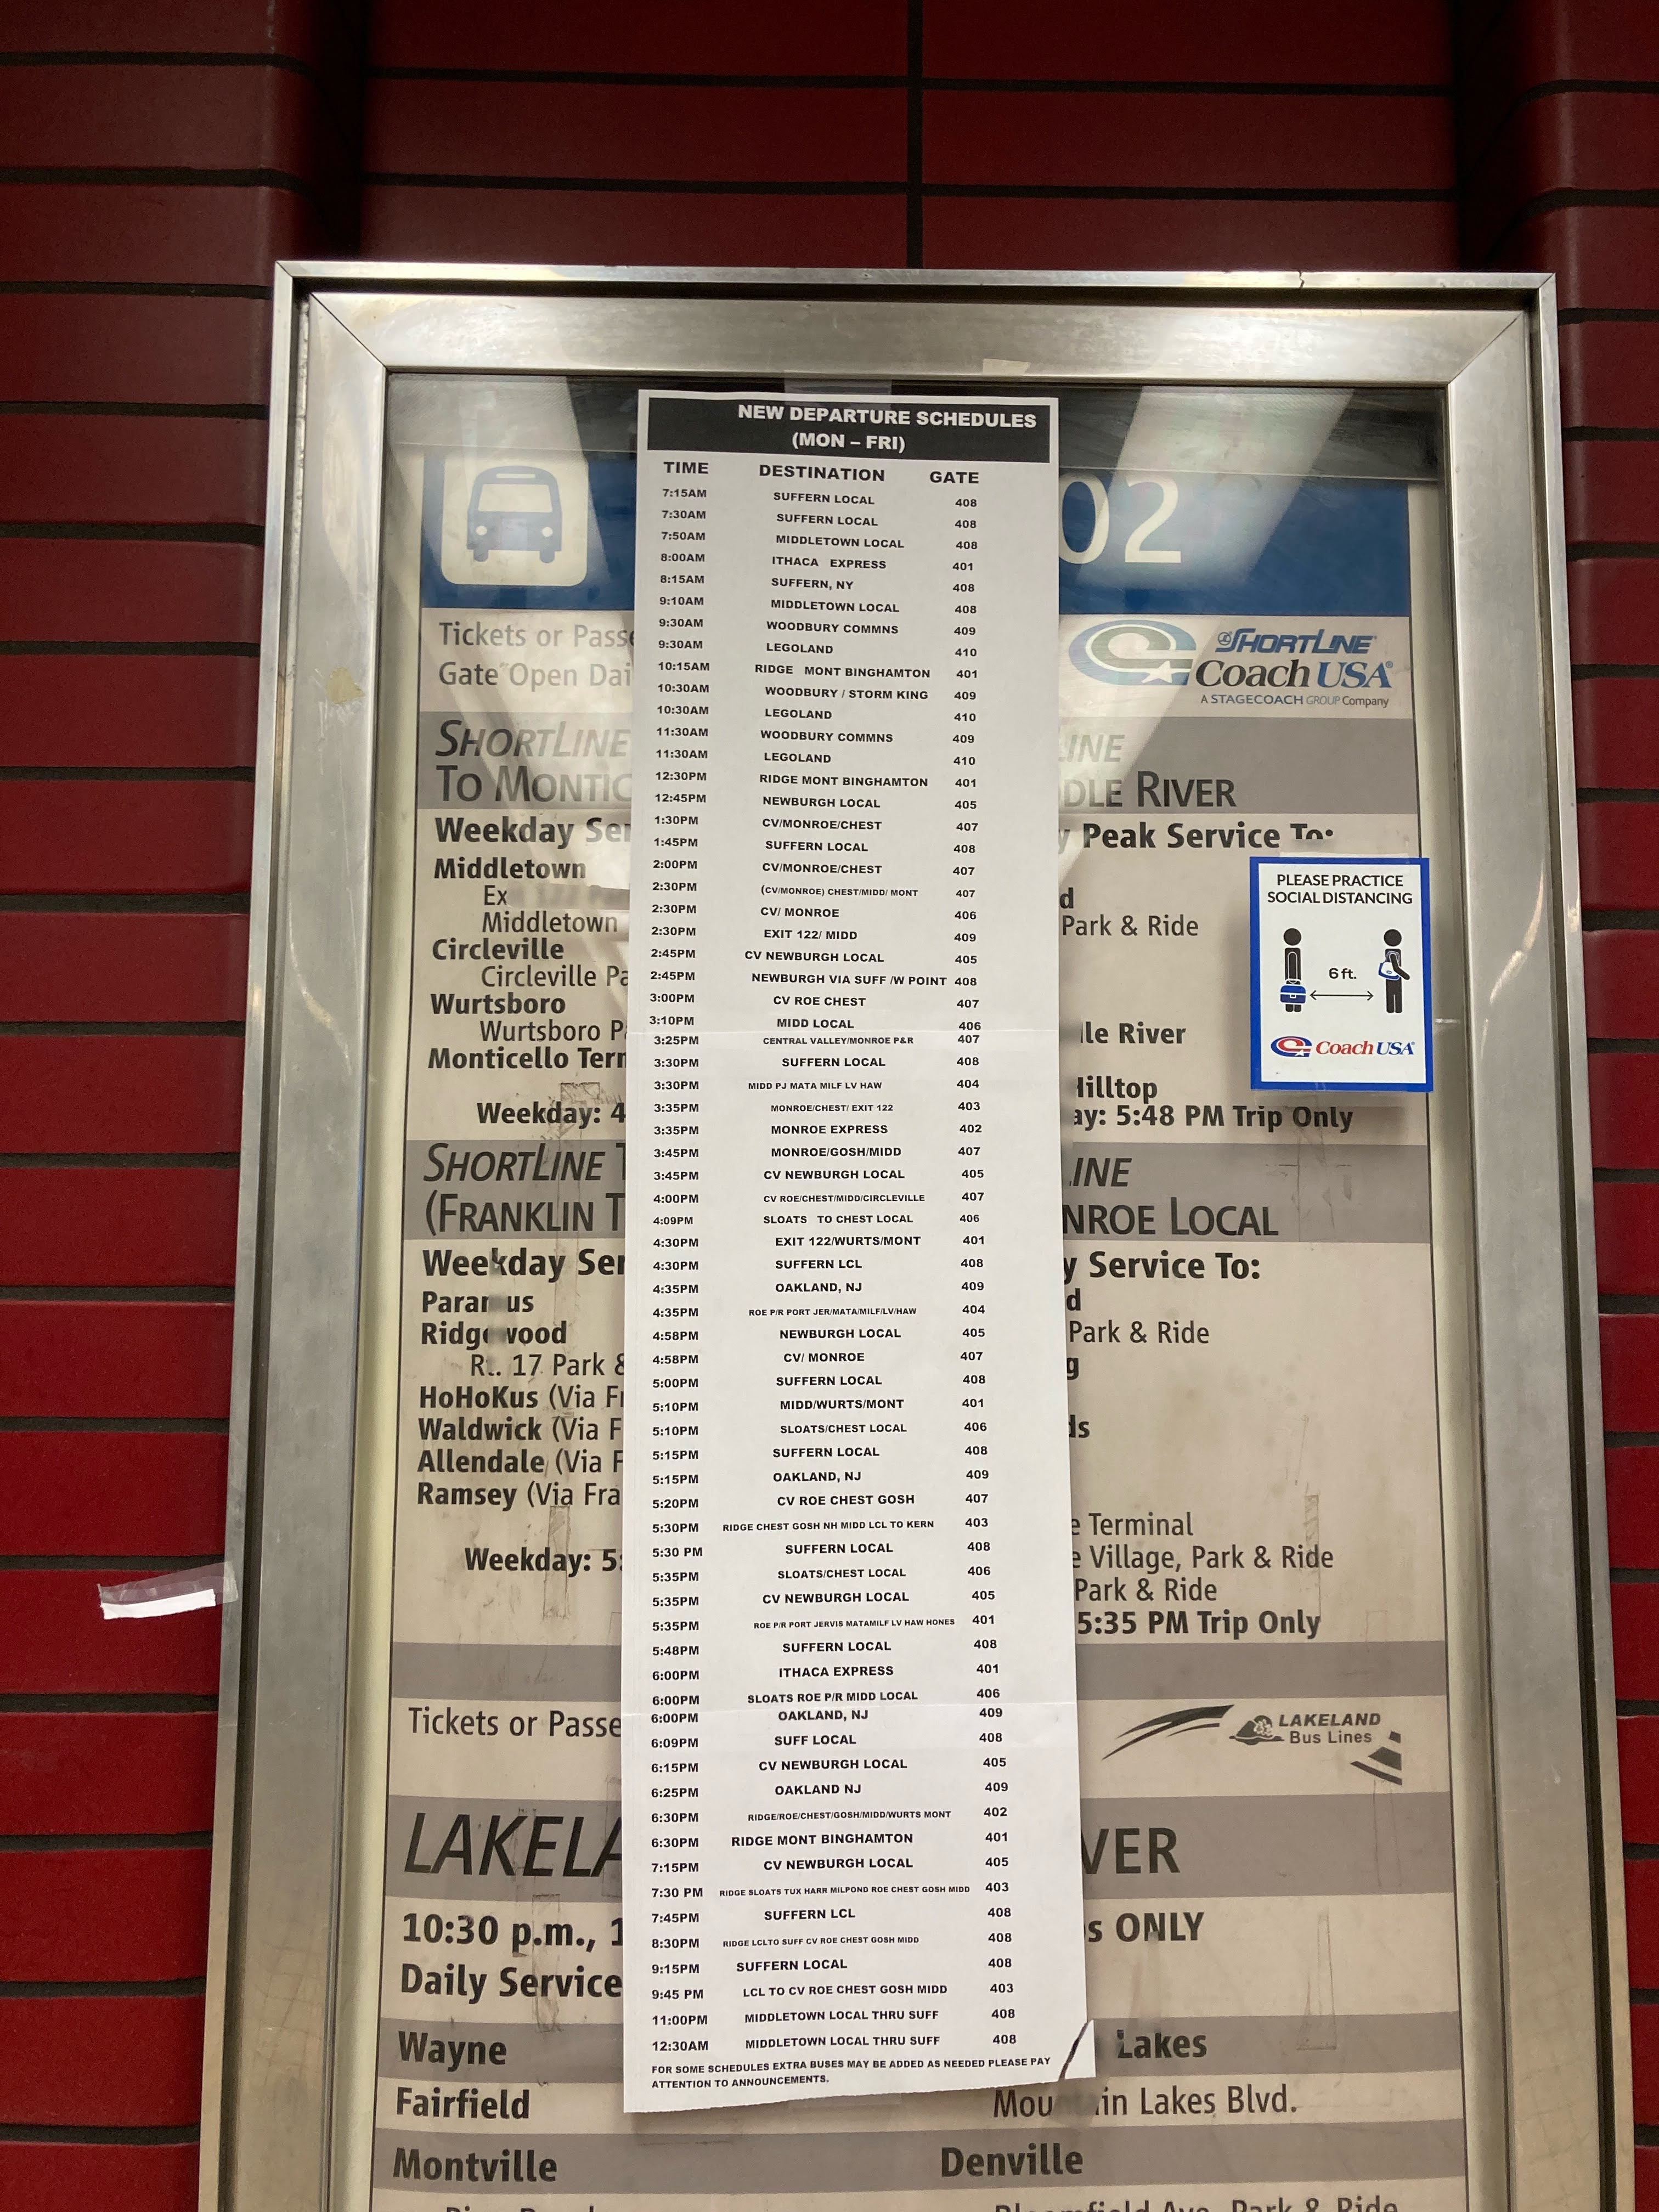 NEW DEPARTURE SCHEDULES
(MON – FRI)
TIME DESTINATION GATE
7:15AM SUFFERN LOCAL 408
7:30AM SUFFERN LOCAL 408
7:50AM MIDDLETOWN LOCAL 408
8:00AM ITHACA EXPRESS 401
8:15AM SUFFERN, NY 408
9:10AM MIDDLETOWN LOCAL 408
9:30AM WOODBURY COMMNS 409
9:30AM LEGOLAND 410
10:15AM RIDGE MONT BINGHAMTON 401
10:30AM WOODBURY / STORM KING 409
10:30AM LEGOLAND 410
11:30AM WOODBURY COMMNS 409
11:30AM LEGOLAND 410
12:30PM RIDGE MONT BINGHAMTON 401
12:45PM NEWBURGH LOCAL 405
1:30PM CV/MONROE/CHEST 407
1:45PM SUFFERN LOCAL 408
2:00PM CV/MONROE/CHEST 407
2:30PM (CV/MONROE) CHEST/MIDD/ MONT 407
2:30PM CV/ MONROE 406
2:30PM EXIT 122/ MIDD 409
2:45PM CV NEWBURGH LOCAL 405
2:45PM NEWBURGH VIA SUFF /W POINT 408
3:00PM CV ROE CHEST 407
3:10PM MIDD LOCAL 406
3:25PM CENTRAL VALLEY/MONROE P&R 407
3:30PM SUFFERN LOCAL 408
3:30PM MIDD PJ MATA MILF LV HAW 404
3:35PM MONROE/CHEST/ EXIT 122 403
3:35PM MONROE EXPRESS 402
3:45PM MONROE/GOSH/MIDD 407
3:45PM CV NEWBURGH LOCAL 405
4:00PM CV ROE/CHEST/MIDD/CIRCLEVILLE 407
4:09PM SLOATS TO CHEST LOCAL 406
4:30PM EXIT 122/WURTS/MONT 401
4:30PM SUFFERN LCL 408
4:35PM OAKLAND, NJ 409
4:35PM ROE P/R PORT JER/MATA/MILF/LV/HAW 404
4:58PM NEWBURGH LOCAL 405
4:58PM CV/ MONROE 407
5:00PM SUFFERN LOCAL 408
5:10PM MIDD/WURTS/MONT 401
5:10PM SLOATS/CHEST LOCAL 406
5:15PM SUFFERN LOCAL 408
5:15PM OAKLAND, NJ 409
5:20PM CV ROE CHEST GOSH 407
5:30PM RIDGE CHEST GOSH NH MIDD LCL TO KERN 403
5:30 PM SUFFERN LOCAL 408
5:35PM SLOATS/CHEST LOCAL 406
5:35PM CV NEWBURGH LOCAL 405
5:35PM ROE P/R PORT JERVIS MATAMILF LV HAW HONES 401
5:48PM SUFFERN LOCAL 408
6:00PM ITHACA EXPRESS 401
6:00PM SLOATS ROE P/R MIDD LOCAL 406
6:00PM OAKLAND, NJ 409
6:09PM SUFF LOCAL 408
6:15PM CV NEWBURGH LOCAL 405
6:25PM OAKLAND NJ 409
6:30PM RIDGE/ROE/CHEST/GOSH/MIDD/WURTS MONT 402
6:30PM RIDGE MONT BINGHAMTON 401
7:15PM CV NEWBURGH LOCAL 405
7:30 PM RIDGE SLOATS TUX HARR MILPOND ROE CHEST GOSH MIDD 403
7:45PM SUFFERN LCL 408
8:30PM RIDGE LCLTO SUFF CV ROE CHEST GOSH MIDD 408
9:15PM SUFFERN LOCAL 408
9:45 PM LCL TO CV ROE CHEST GOSH MIDD 403
11:00PM MIDDLETOWN LOCAL THRU SUFF 408
12:30AM MIDDLETOWN LOCAL THRU SUFF 408
FOR SOME SCHEDULES EXTRA BUSES MAY BE ADDED AS NEEDED PLEASE PAY
ATTENTION TO ANNOUNCEMENTS.
Tickets or
Gate Open
SHORTLINE
TO
Weekday
Middletown
Middletown
Circleville
Circleville
Wurtsboro
Wurtsboro
Monticello
Weekday:
SHORTLINE
(FRANKLIN
Weekday
Paramus
Ridgewood
17 Park &
HoHoKus (Via
Waldwick (Via
Allendale (Via
Ramsey (Via
Weekday:
Tickets or
10:30 p.m.,
Daily Service
Wayne
Fairfield
Montville
02
SHORTLINE
Coach USA
A STAGECOACH GROUP Company
RIVER
Peak Service To:
Park & Ride
River
Hilltop
5:48 PM Trip Only
LOCAL
Service To:
Park & Ride
Terminal
Village, Park & Ride
Park & Ride
5:35 PM Trip Only
LAKELAND
Bus Lines
ONLY
Lakes
Lakes Blvd.
Denville
Bloomfield Ave. Park & Ride
PLEASE PRACTICE
SOCIAL DISTANCING
6 ft.
Coach USA